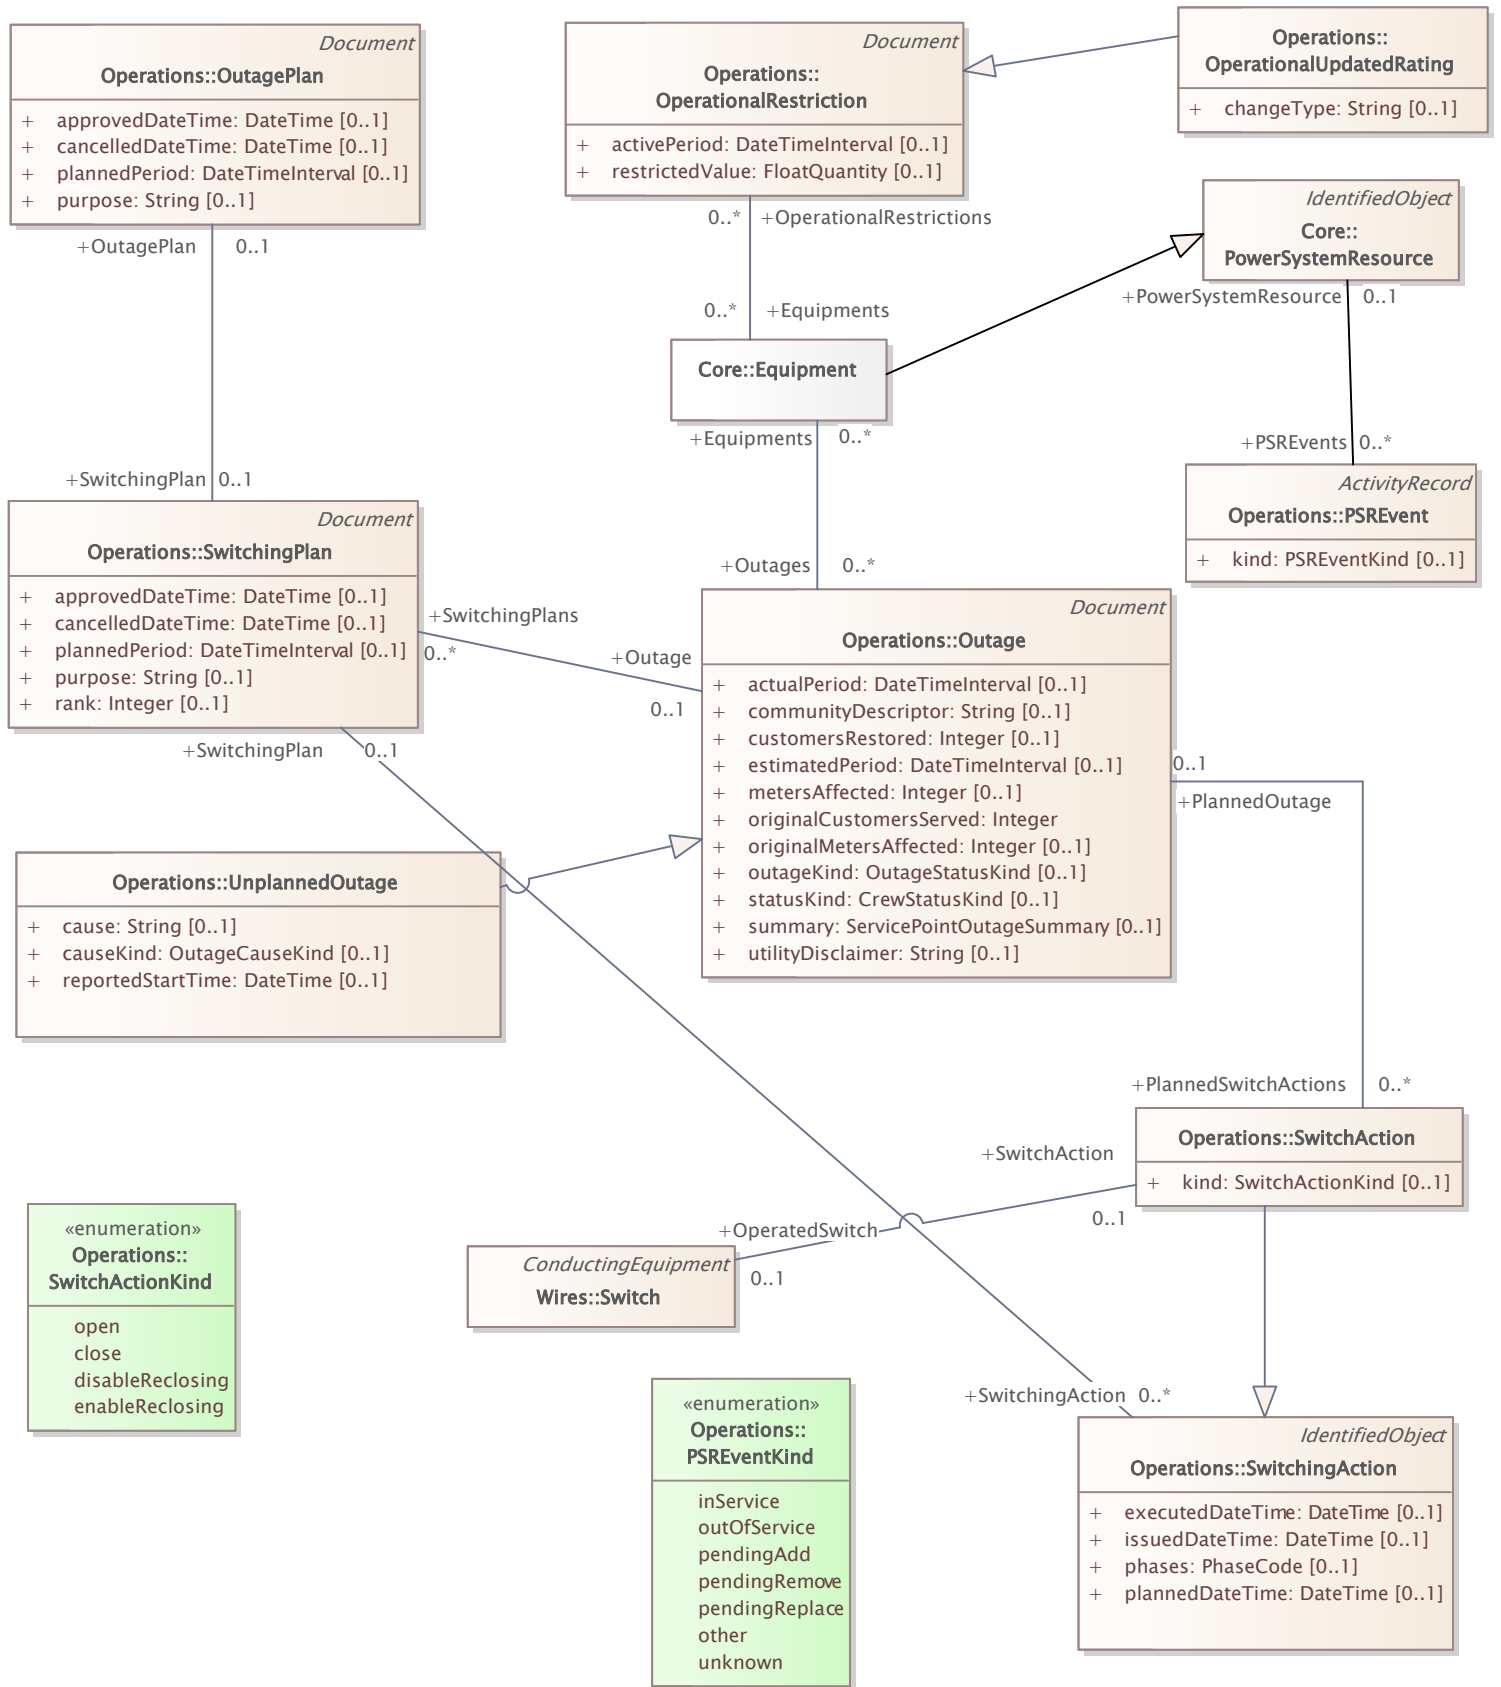 Document
Operations::OutagePlan
+ approvedDateTime: DateTime [0..1]
+ cancelledDateTime: DateTime [0..1]
+ plannedPeriod: DateTimeInterval [0..1]
+ purpose: String [0..1]
Document
Operations::
OperationalRestriction
+ activePeriod: DateTimeInterval [0..1]
+ restrictedValue: FloatQuantity [0..1]
Operations::
OperationalUpdatedRating
+ changeType: String [0..1]
IdentifiedObject
Core::
PowerSystemResource
+OutagePlan 0..1
0..* +OperationalRestrictions
0..* +Equipments
+PowerSystemResource 0..1
Core::Equipment
+Equipments 0..*
+PSREvents 0..*
ActivityRecord
Operations::PSREvent
+ kind: PSREventKind [0..1]
+SwitchingPlan 0..1
Document
Operations::SwitchingPlan
+ approvedDateTime: DateTime [0..1]
+ cancelledDateTime: DateTime [0..1]
+ plannedPeriod: DateTimeInterval [0..1]
+ purpose: String [0..1]
+ rank: Integer [0..1]
+Outages 0..*
+SwitchingPlans
0..*
+Outage
0..1
Document
Operations::Outage
+ actualPeriod: DateTimeInterval [0..1]
+ communityDescriptor: String [0..1]
+ customersRestored: Integer [0..1]
+ estimatedPeriod: DateTimeInterval [0..1]
+ metersAffected: Integer [0..1]
+ originalCustomersServed: Integer
+ originalMetersAffected: Integer [0..1]
+ outageKind: OutageStatusKind [0..1]
+ statusKind: CrewStatusKind [0..1]
+ summary: ServicePointOutageSummary [0..1]
+ utilityDisclaimer: String [0..1]
+SwitchingPlan 0..1
0..1
+PlannedOutage
Operations::UnplannedOutage
+ cause: String [0..1]
+ causeKind: OutageCauseKind [0..1]
+ reportedStartTime: DateTime [0..1]
+PlannedSwitchActions 0..*
Operations::SwitchAction
+ kind: SwitchActionKind [0..1]
+SwitchAction
0..1
+OperatedSwitch
0..1
ConductingEquipment
Wires::Switch
«enumeration»
Operations::
SwitchActionKind
open
close
disableReclosing
enableReclosing
«enumeration»
Operations::
PSREventKind
inService
outOfService
pendingAdd
pendingRemove
pendingReplace
other
unknown
+SwitchingAction 0..*
IdentifiedObject
Operations::SwitchingAction
+ executedDateTime: DateTime [0..1]
+ issuedDateTime: DateTime [0..1]
+ phases: PhaseCode [0..1]
+ plannedDateTime: DateTime [0..1]